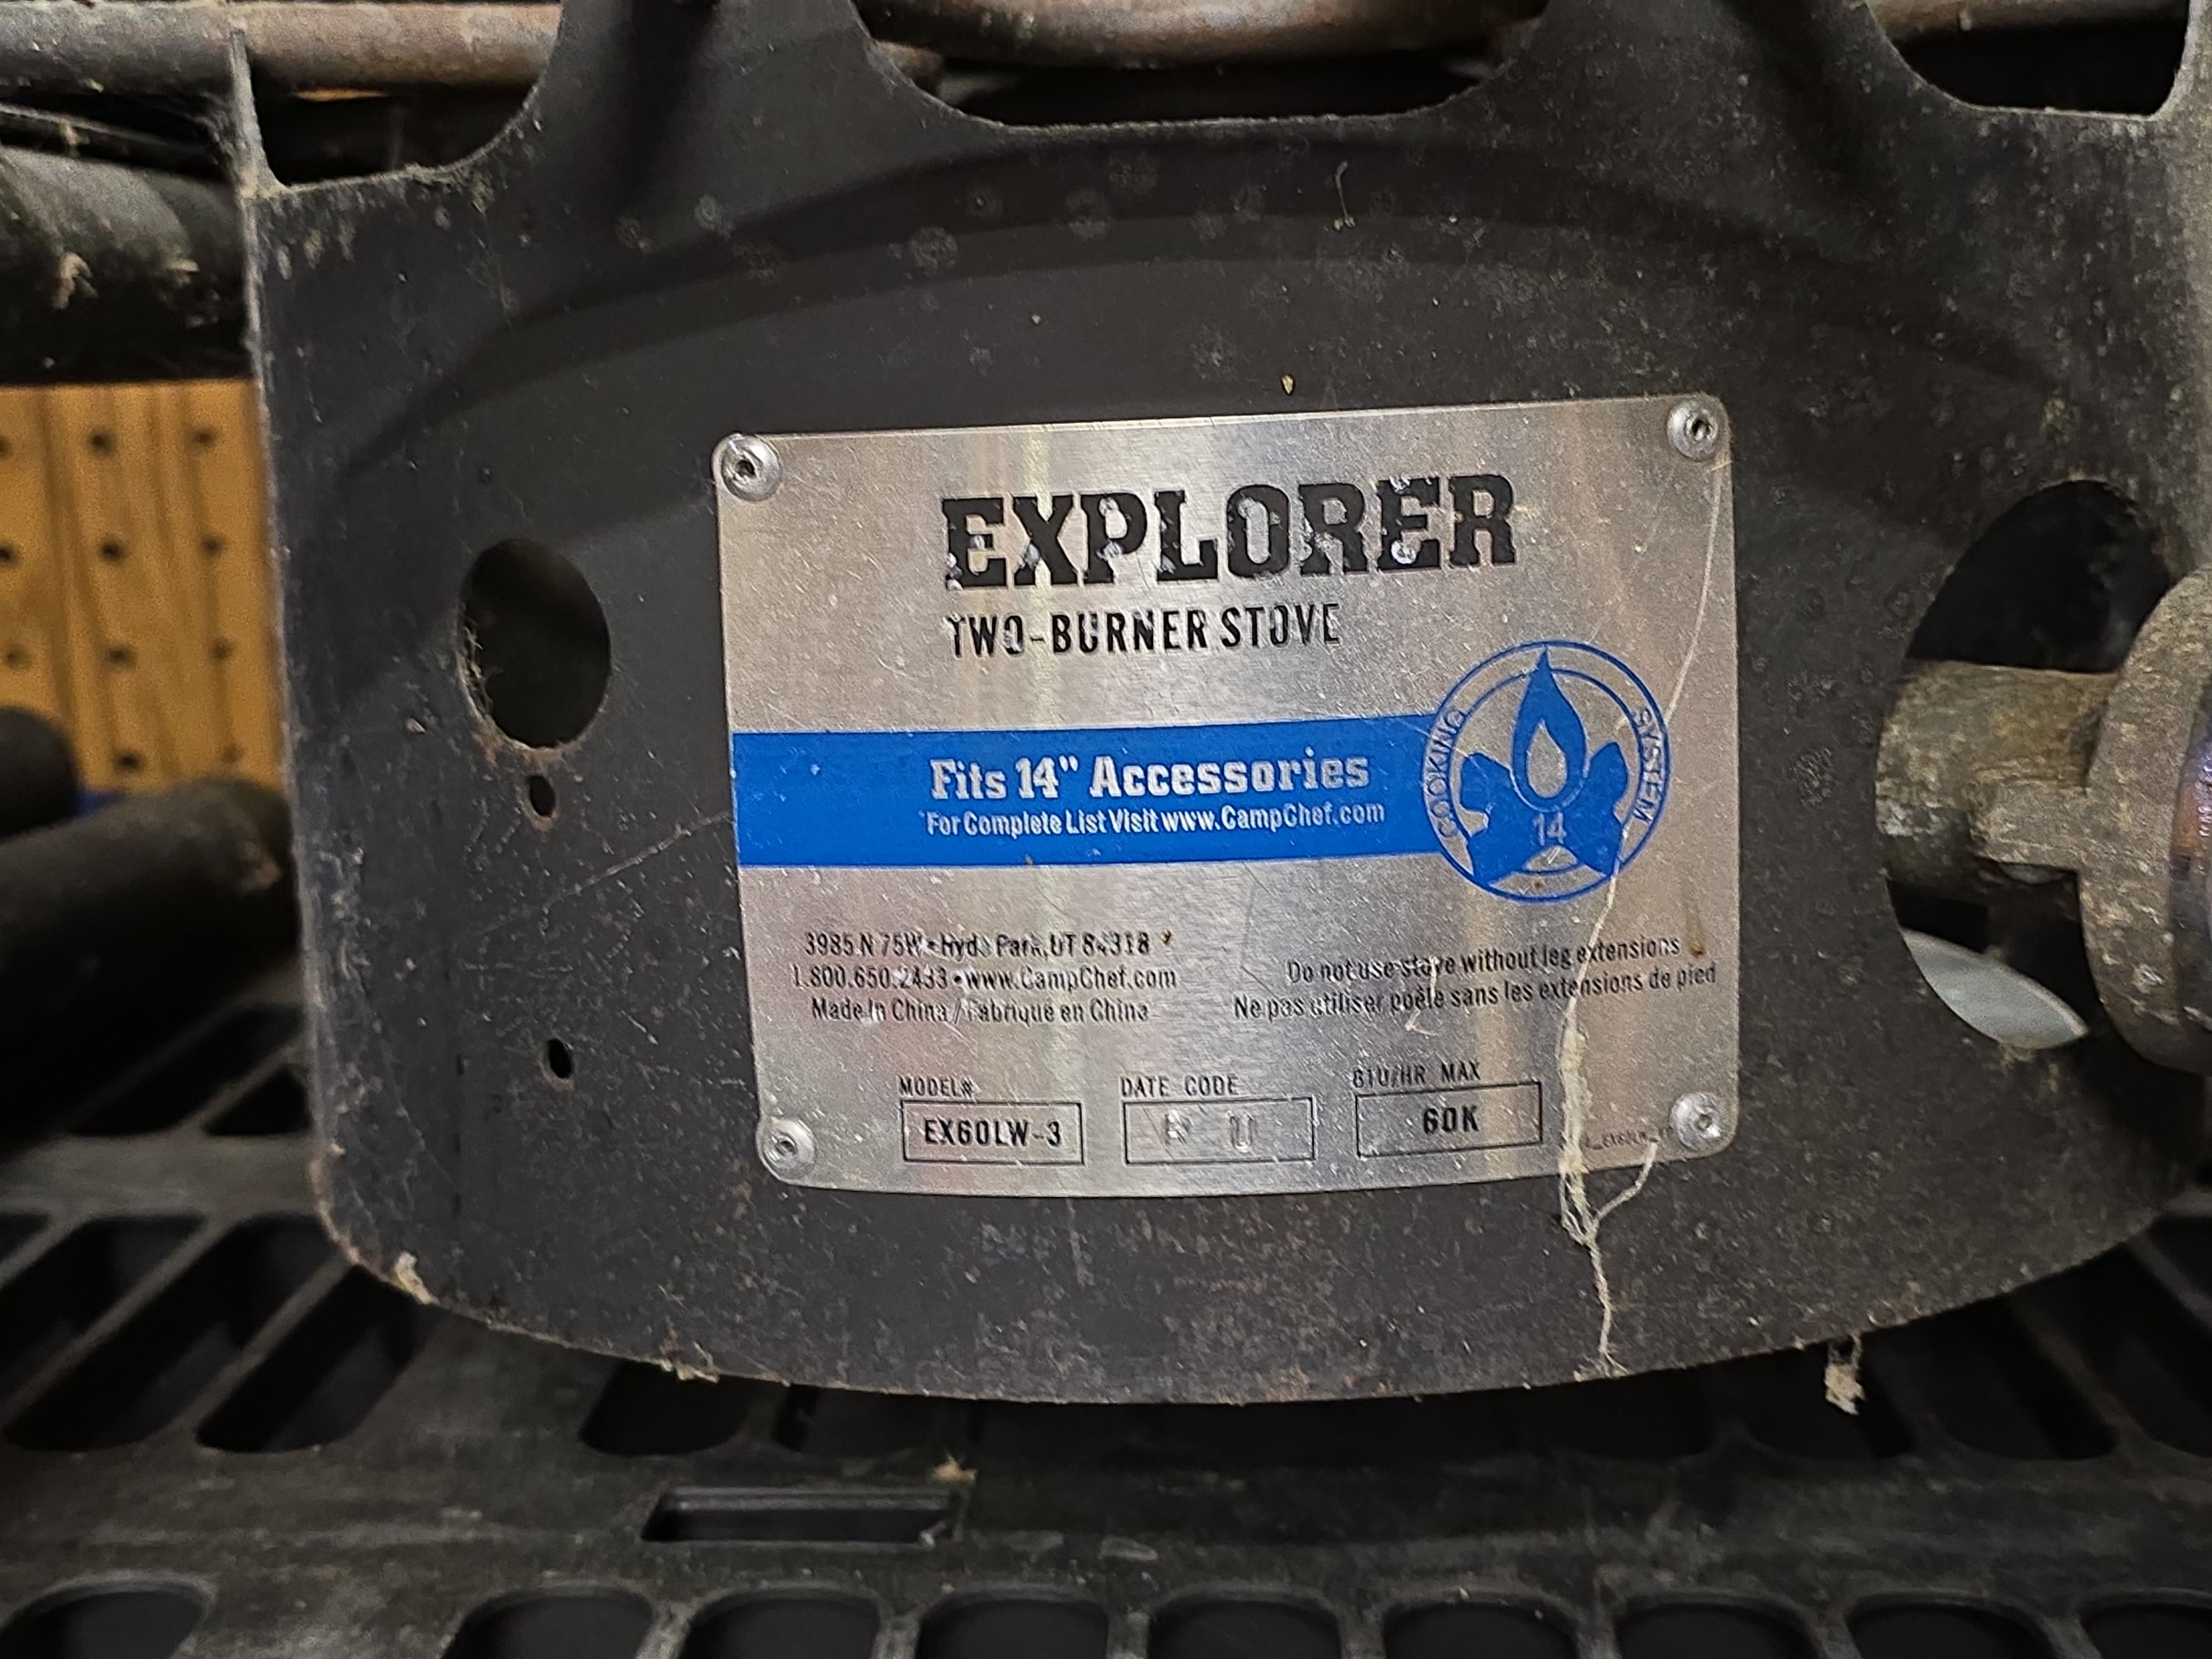 EXPLORER
TWO-BURNER STOVE
Fits 14" Accessories
For Complete List Visit www.CampChef.com
COOKING SYSTEM
14
3985 N 75W • Hyde Park, UT 84318
1.800.650.2433 • www.CampChef.com
Made In China / Fabriqué en China
Do not use stove without leg extensions
Ne pas utiliser poêle sans les extensions de pied
MODEL#
EX60LW-3
DATE CODE
BTU/HR MAX
60K